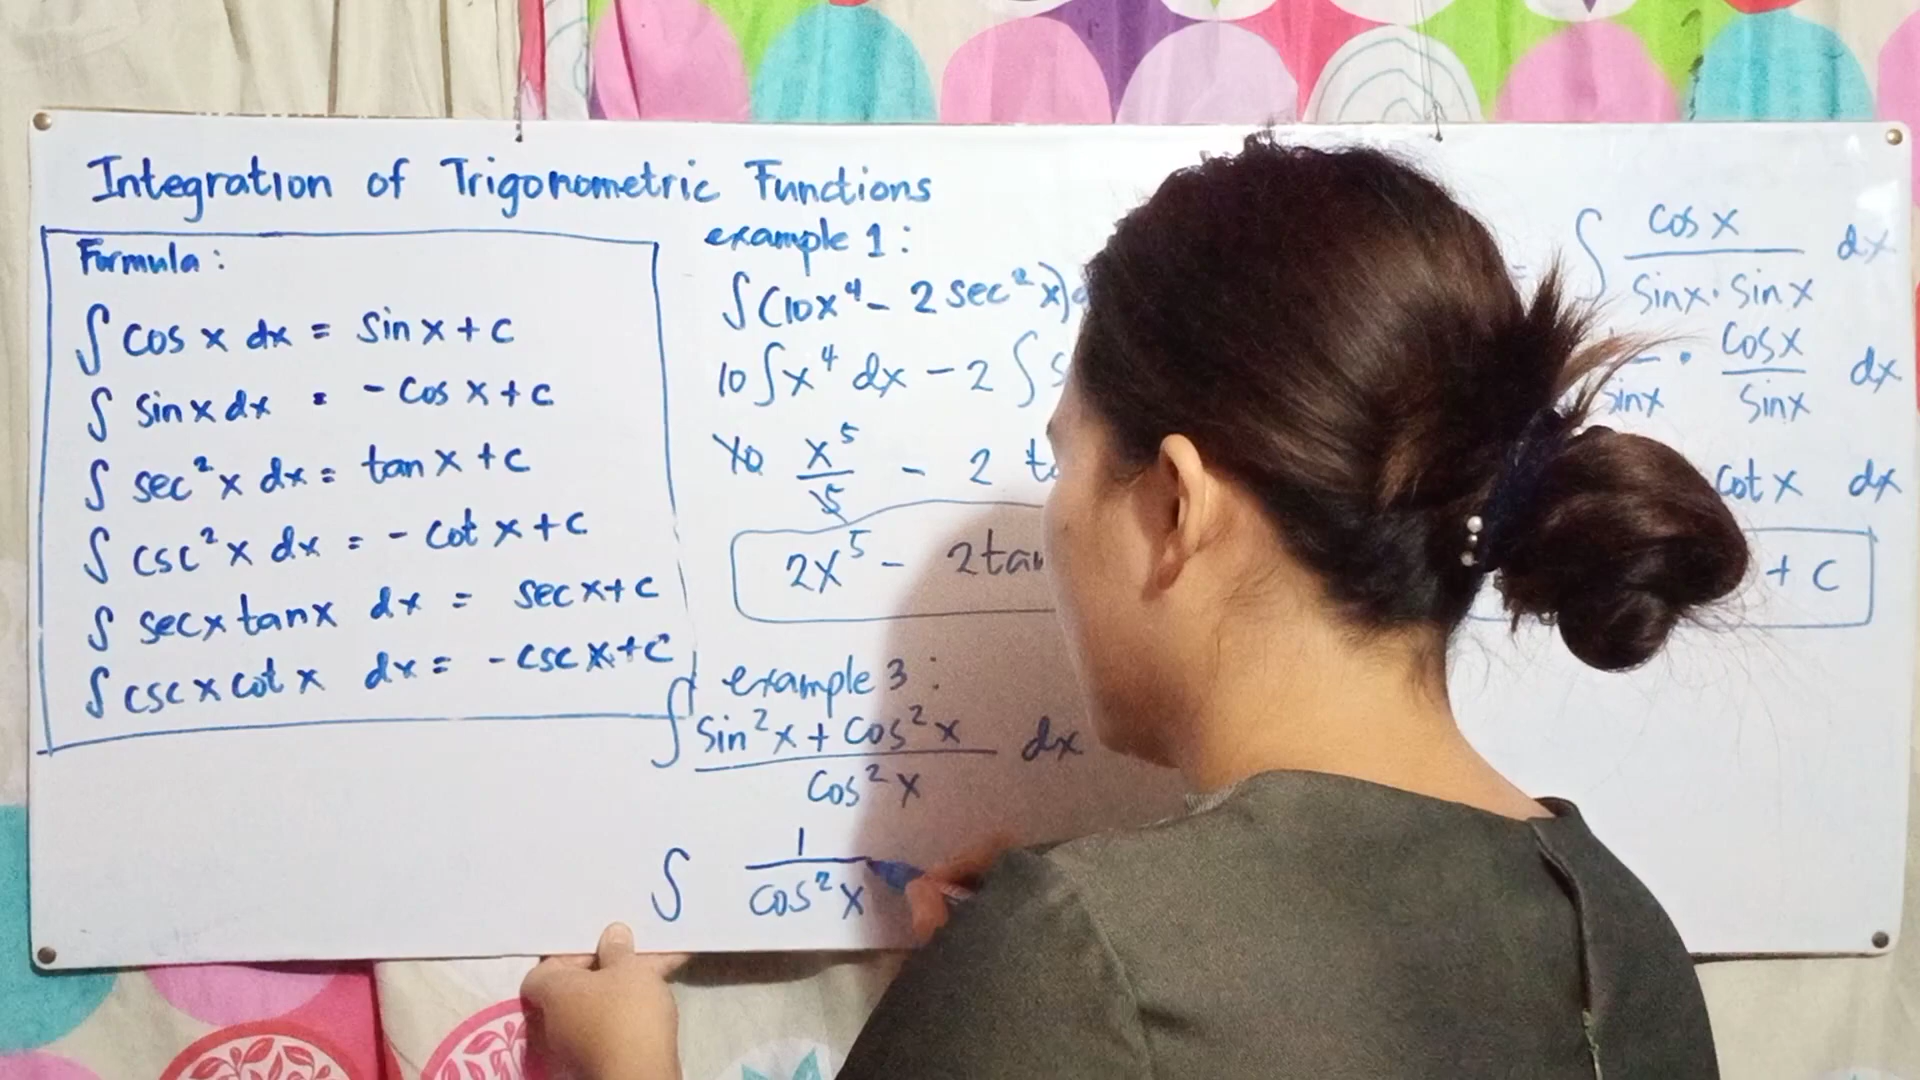 Integration of Trigonometric Functions
Formula:
∫ cos x dx = sin x + c
∫ sin x dx = - cos x + c
∫ sec²x dx = tan x + c
∫ csc²x dx = - cot x + c
∫ sec x tan x dx = sec x + c
∫ csc x cot x dx = - csc x + c
example 1:
∫(10x⁴ - 2 sec²x)
10 ∫x⁴ dx - 2 ∫
10 x⁵/5 - 2
2x⁵ - 2tan
example 3:
∫ sin²x + cos²x / cos²x dx
∫ 1 / cos²x
= ∫ cos x / sin x · sin x dx
· cos x / sin x dx
cot x dx
+ c